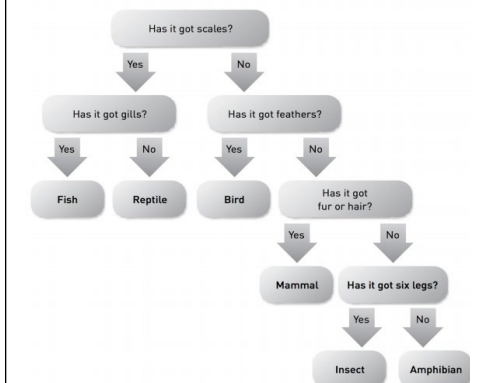 Has it got scales?
Yes
No
Has it got gills?
Has it got feathers?
Yes
No
Yes
No
Fish
Reptile
Bird
Has it got
fur or hair?
Yes
No
Mammal
Has it got six legs?
Yes
No
Insect
Amphibian